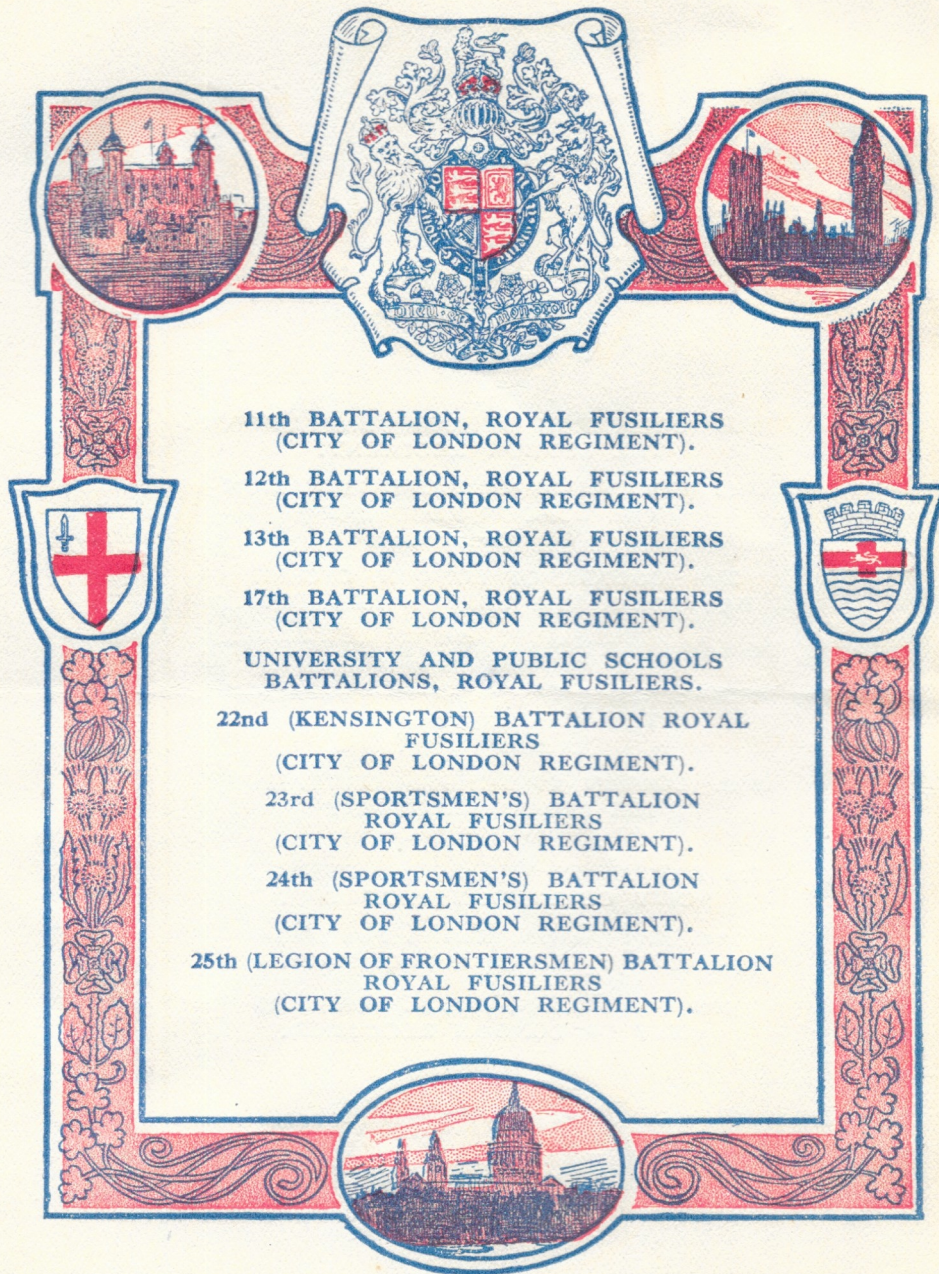 DIEU·ET·MON·DROIT
11th BATTALION, ROYAL FUSILIERS
(CITY OF LONDON REGIMENT).
12th BATTALION, ROYAL FUSILIERS
(CITY OF LONDON REGIMENT).
13th BATTALION, ROYAL FUSILIERS
(CITY OF LONDON REGIMENT).
17th BATTALION, ROYAL FUSILIERS
(CITY OF LONDON REGIMENT).
UNIVERSITY AND PUBLIC SCHOOLS
BATTALIONS, ROYAL FUSILIERS.
22nd (KENSINGTON) BATTALION ROYAL
FUSILIERS
(CITY OF LONDON REGIMENT).
23rd (SPORTSMEN'S) BATTALION
ROYAL FUSILIERS
(CITY OF LONDON REGIMENT).
24th (SPORTSMEN'S) BATTALION
ROYAL FUSILIERS
(CITY OF LONDON REGIMENT).
25th (LEGION OF FRONTIERSMEN) BATTALION
ROYAL FUSILIERS
(CITY OF LONDON REGIMENT).